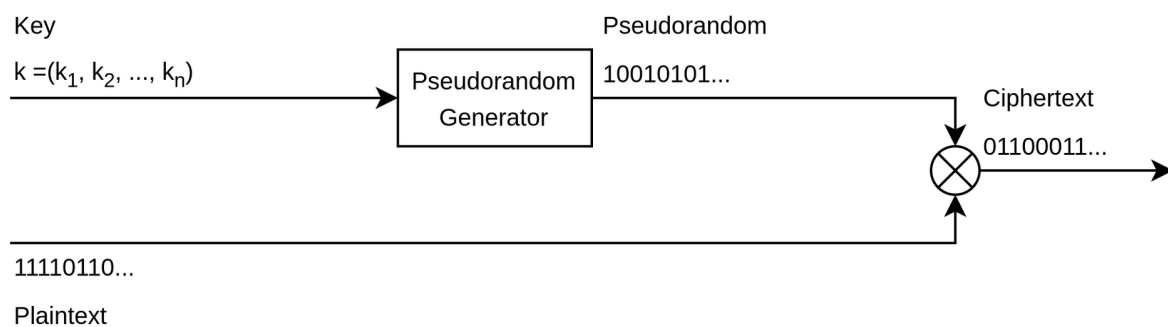 Key
k =(k1, k2, ..., kn)
Pseudorandom
Generator
Pseudorandom
10010101...
Ciphertext
01100011...
11110110...
Plaintext